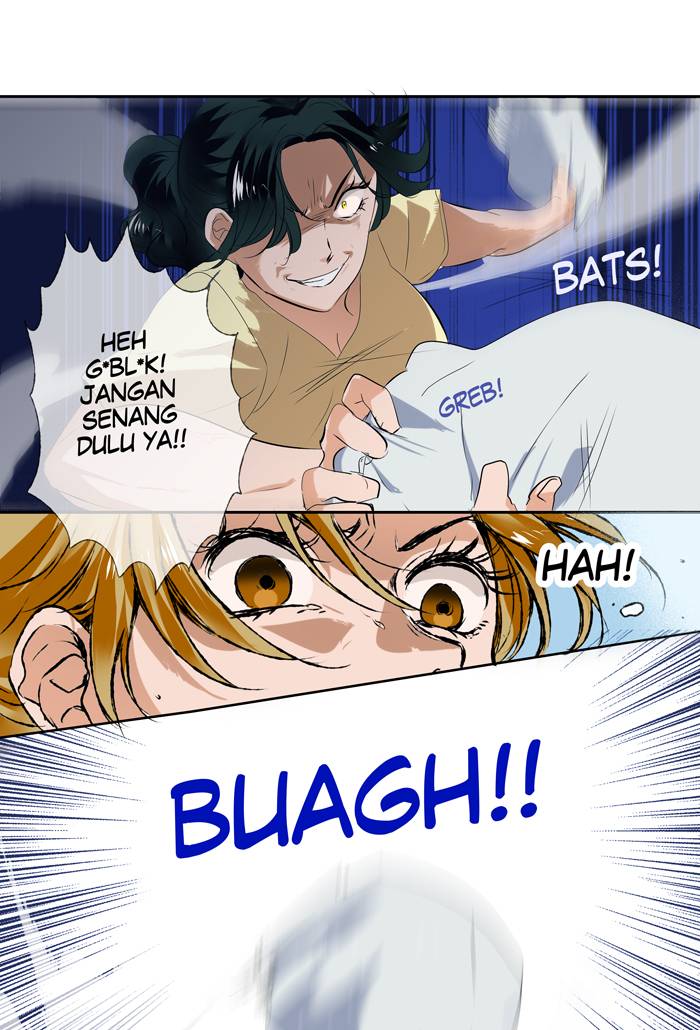 BATS!
HEH
G*BL*K!
JANGAN
SENANG
DULU YA!!
GREB!
HAH!
BUAGH!!